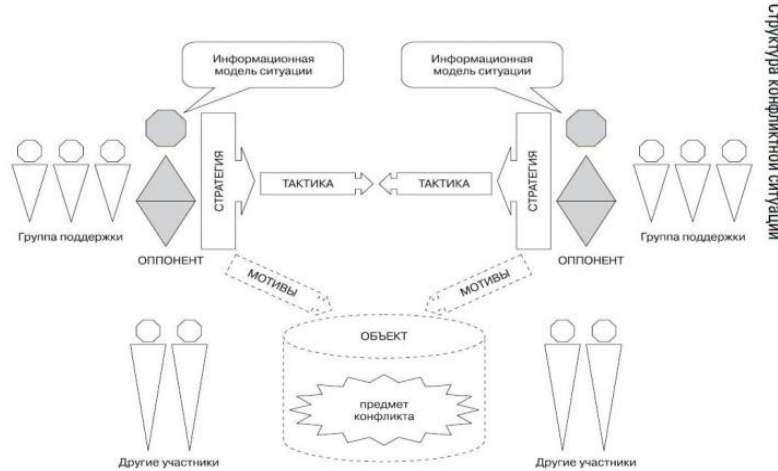 Структура конфликтной ситуации
Информационная
модель ситуации
Информационная
модель ситуации
СТРАТЕГИЯ
ТАКТИКА
ТАКТИКА
СТРАТЕГИЯ
Группа поддержки
ОППОНЕНТ
ОППОНЕНТ
Группа поддержки
МОТИВЫ
МОТИВЫ
ОБЪЕКТ
предмет
конфликта
Другие участники
Другие участники